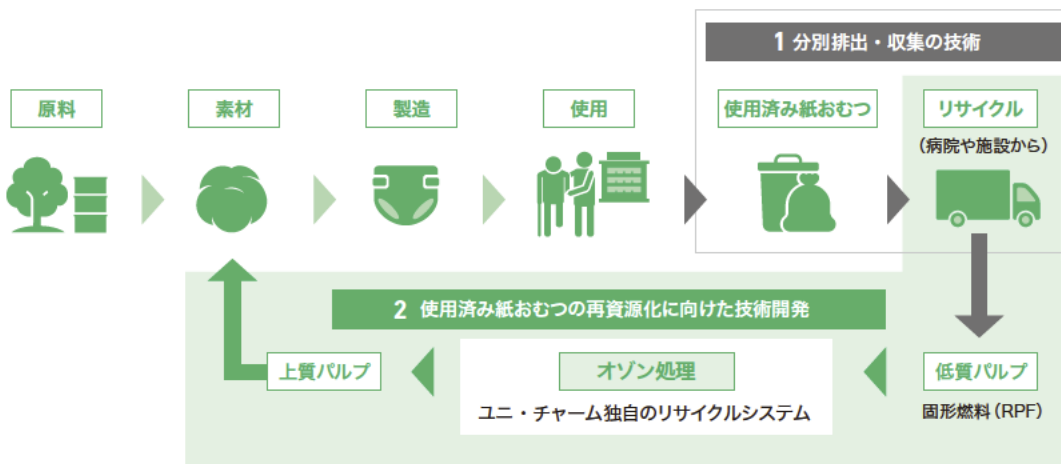 1 分別排出・収集の技術
原料
素材
製造
使用
使用済み紙おむつ
リサイクル
(病院や施設から)
2 使用済み紙おむつの再資源化に向けた技術開発
上質パルプ
オゾン処理
ユニ・チャーム独自のリサイクルシステム
低質パルプ
固形燃料(RPF)